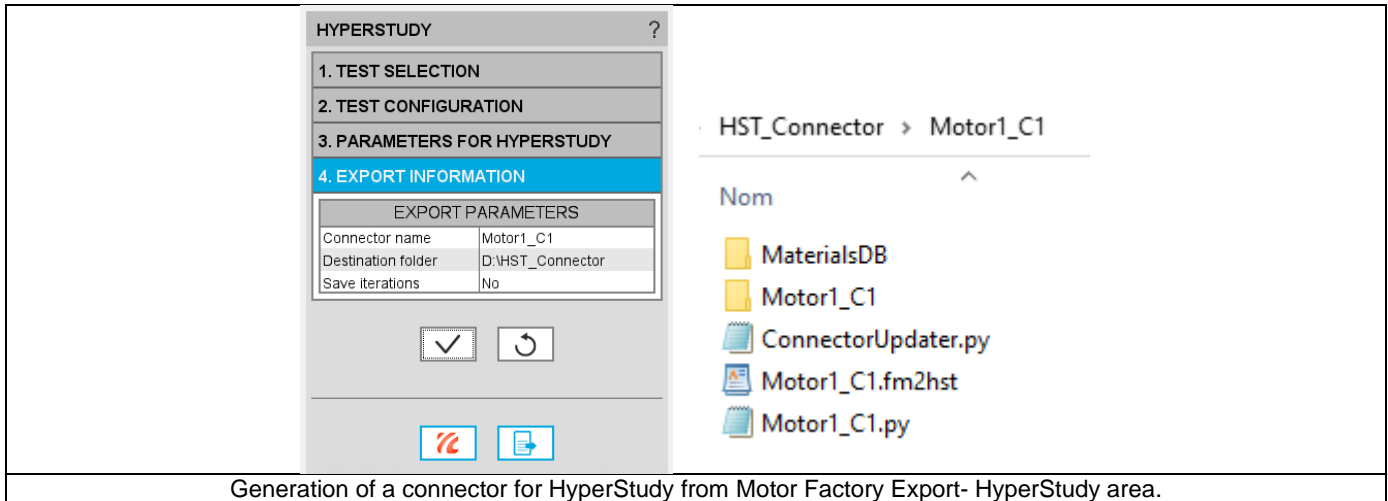 HYPERSTUDY ?
1. TEST SELECTION
2. TEST CONFIGURATION
3. PARAMETERS FOR HYPERSTUDY
4. EXPORT INFORMATION
EXPORT PARAMETERS
Connector name Motor1_C1
Destination folder D:\HST_Connector
Save iterations No
HST_Connector > Motor1_C1
Nom
MaterialsDB
Motor1_C1
ConnectorUpdater.py
Motor1_C1.fm2hst
Motor1_C1.py
Generation of a connector for HyperStudy from Motor Factory Export- HyperStudy area.